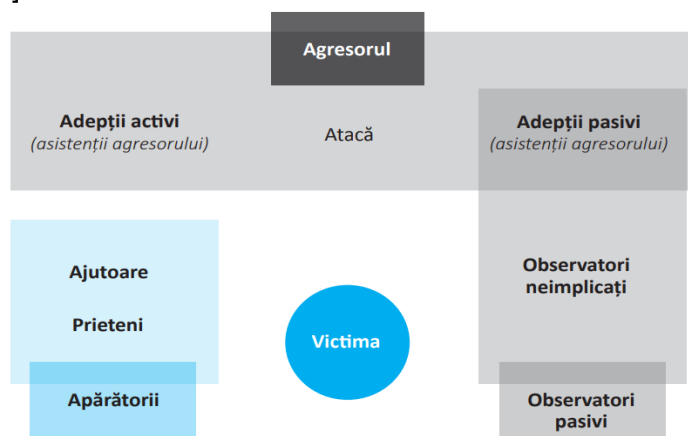 Agresorul
Adepții activi
(asistenții agresorului)
Atacă
Adepții pasivi
(asistenții agresorului)
Ajutoare
Prieteni
Apărătorii
Victima
Observatori
neimplicați
Observatori
pasivi